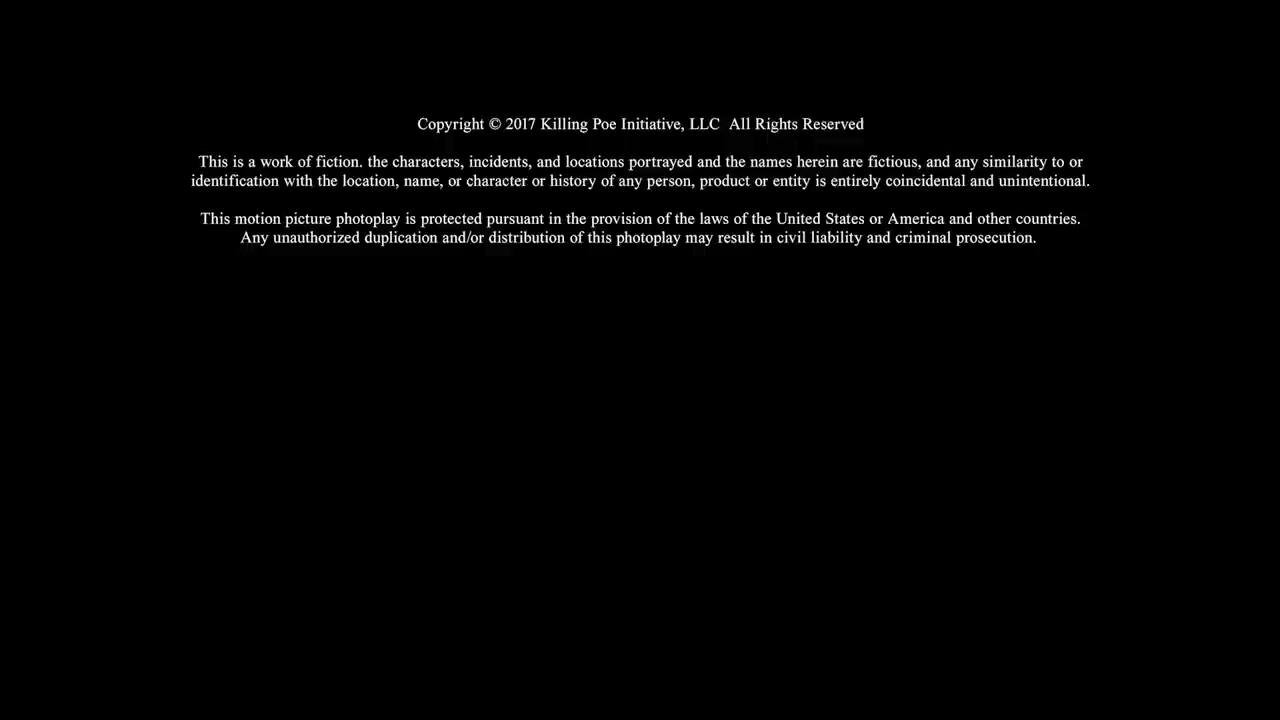 Copyright © 2017 Killing Poe Initiative, LLC  All Rights Reserved
This is a work of fiction. the characters, incidents, and locations portrayed and the names herein are fictious, and any similarity to or
identification with the location, name, or character or history of any person, product or entity is entirely coincidental and unintentional.
This motion picture photoplay is protected pursuant in the provision of the laws of the United States or America and other countries.
Any unauthorized duplication and/or distribution of this photoplay may result in civil liability and criminal prosecution.